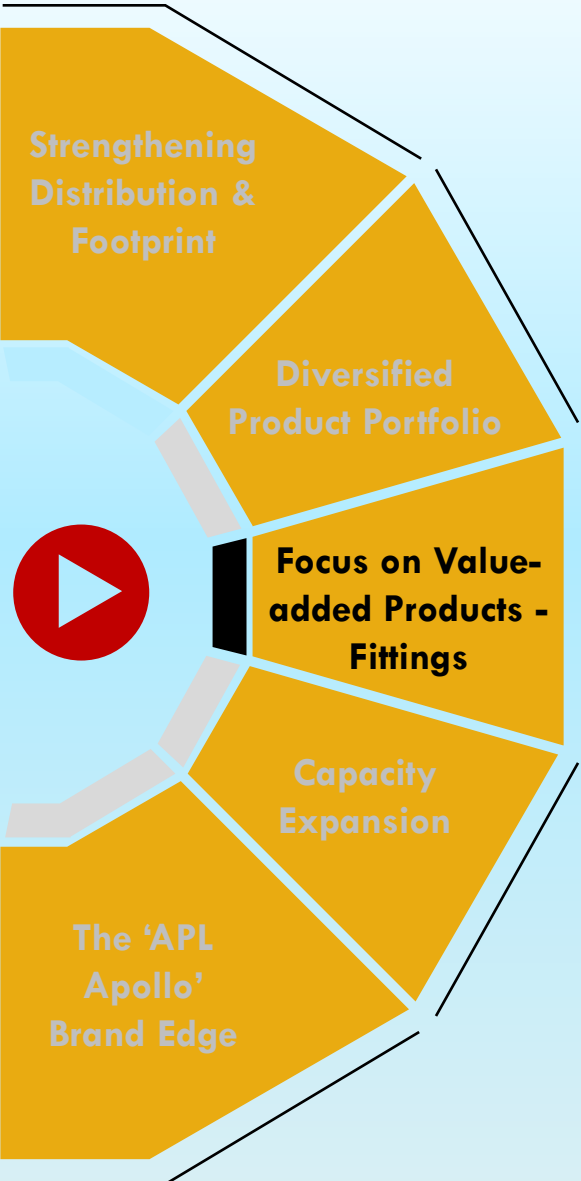 Strengthening
Distribution &
Footprint
Diversified
Product Portfolio
Focus on Value-
added Products -
Fittings
Capacity
Expansion
The ‘APL
Apollo’
Brand Edge